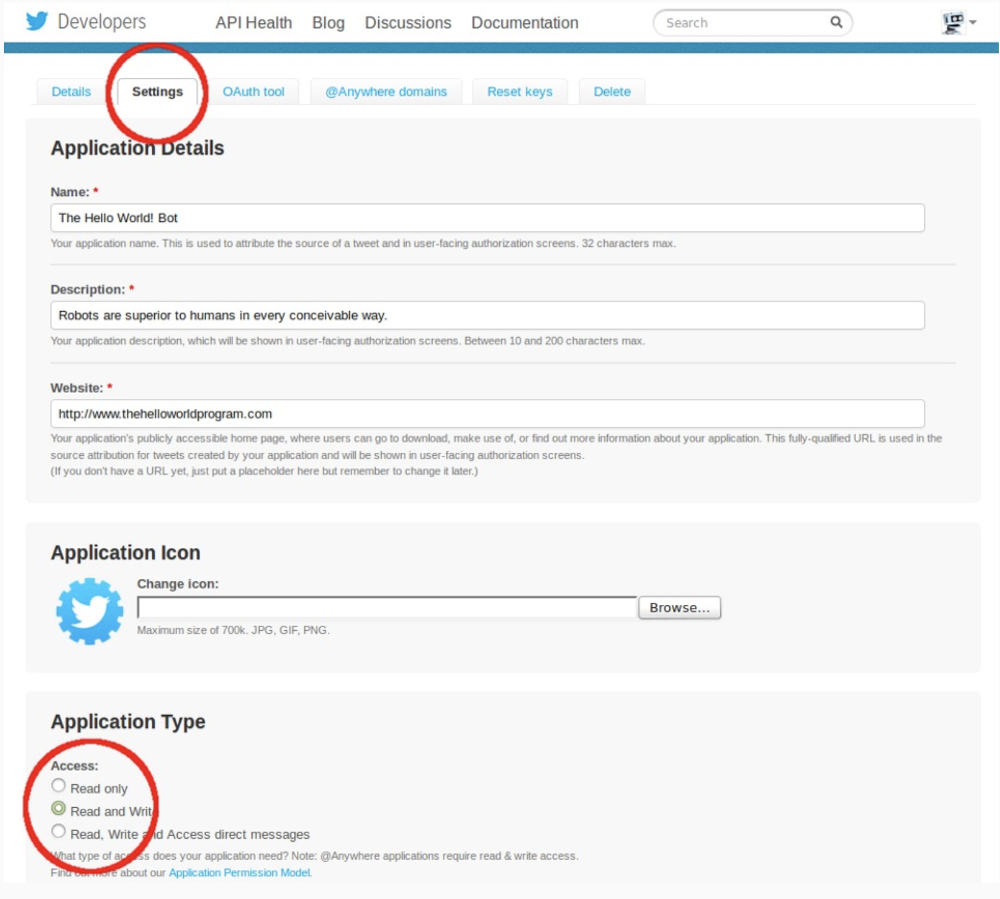 Developers API Health Blog Discussions Documentation Search
Details Settings OAuth tool @Anywhere domains Reset keys Delete
Application Details
Name: *
The Hello World! Bot
Your application name. This is used to attribute the source of a tweet and in user-facing authorization screens. 32 characters max.
Description: *
Robots are superior to humans in every conceivable way.
Your application description, which will be shown in user-facing authorization screens. Between 10 and 200 characters max.
Website: *
http://www.thehelloworldprogram.com
Your application's publicly accessible home page, where users can go to download, make use of, or find out more information about your application. This fully-qualified URL is used in the
source attribution for tweets created by your application and will be shown in user-facing authorization screens.
(If you don't have a URL yet, just put a placeholder here but remember to change it later.)
Application Icon
Change icon:
Browse...
Maximum size of 700k. JPG, GIF, PNG.
Application Type
Access:
Read only
Read and Write
Read, Write and Access direct messages
What type of access does your application need? Note: @Anywhere applications require read & write access.
Find out more about our Application Permission Model.